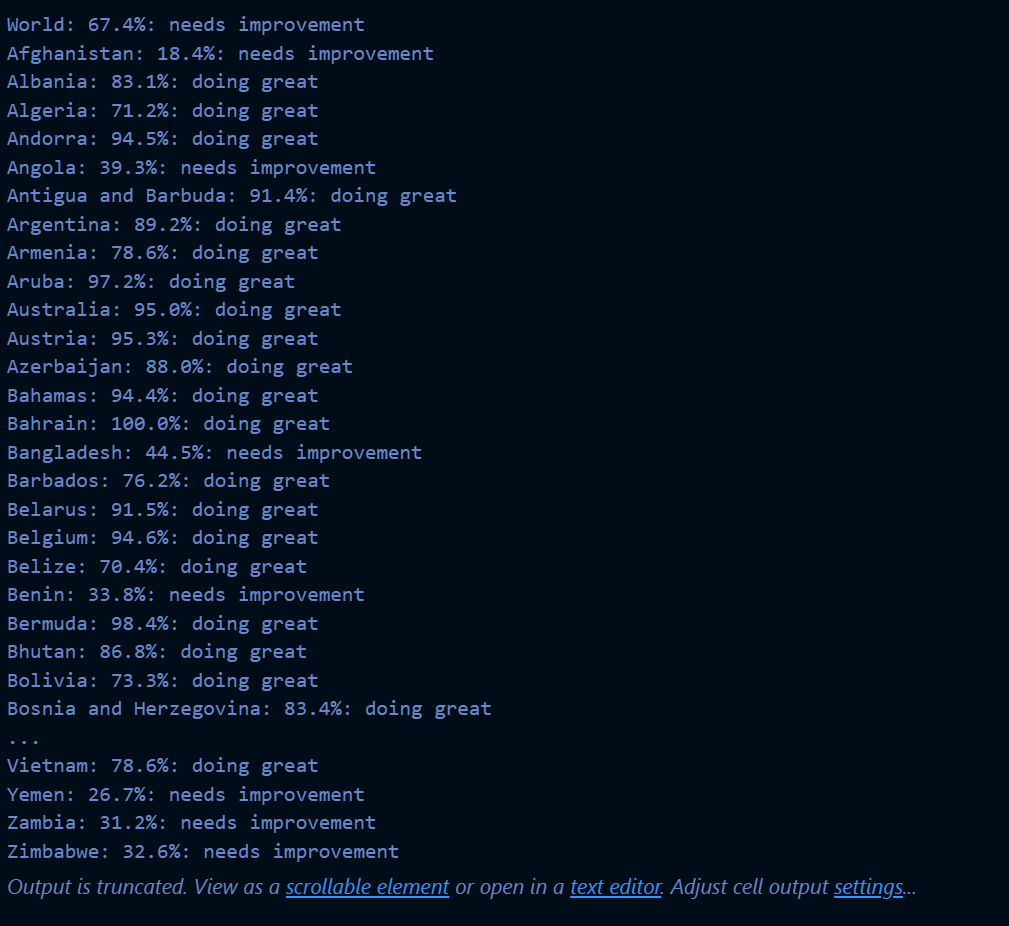 World: 67.4%: needs improvement
Afghanistan: 18.4%: needs improvement
Albania: 83.1%: doing great
Algeria: 71.2%: doing great
Andorra: 94.5%: doing great
Angola: 39.3%: needs improvement
Antigua and Barbuda: 91.4%: doing great
Argentina: 89.2%: doing great
Armenia: 78.6%: doing great
Aruba: 97.2%: doing great
Australia: 95.0%: doing great
Austria: 95.3%: doing great
Azerbaijan: 88.0%: doing great
Bahamas: 94.4%: doing great
Bahrain: 100.0%: doing great
Bangladesh: 44.5%: needs improvement
Barbados: 76.2%: doing great
Belarus: 91.5%: doing great
Belgium: 94.6%: doing great
Belize: 70.4%: doing great
Benin: 33.8%: needs improvement
Bermuda: 98.4%: doing great
Bhutan: 86.8%: doing great
Bolivia: 73.3%: doing great
Bosnia and Herzegovina: 83.4%: doing great
...
Vietnam: 78.6%: doing great
Yemen: 26.7%: needs improvement
Zambia: 31.2%: needs improvement
Zimbabwe: 32.6%: needs improvement
Output is truncated. View as a scrollable element or open in a text editor. Adjust cell output settings...